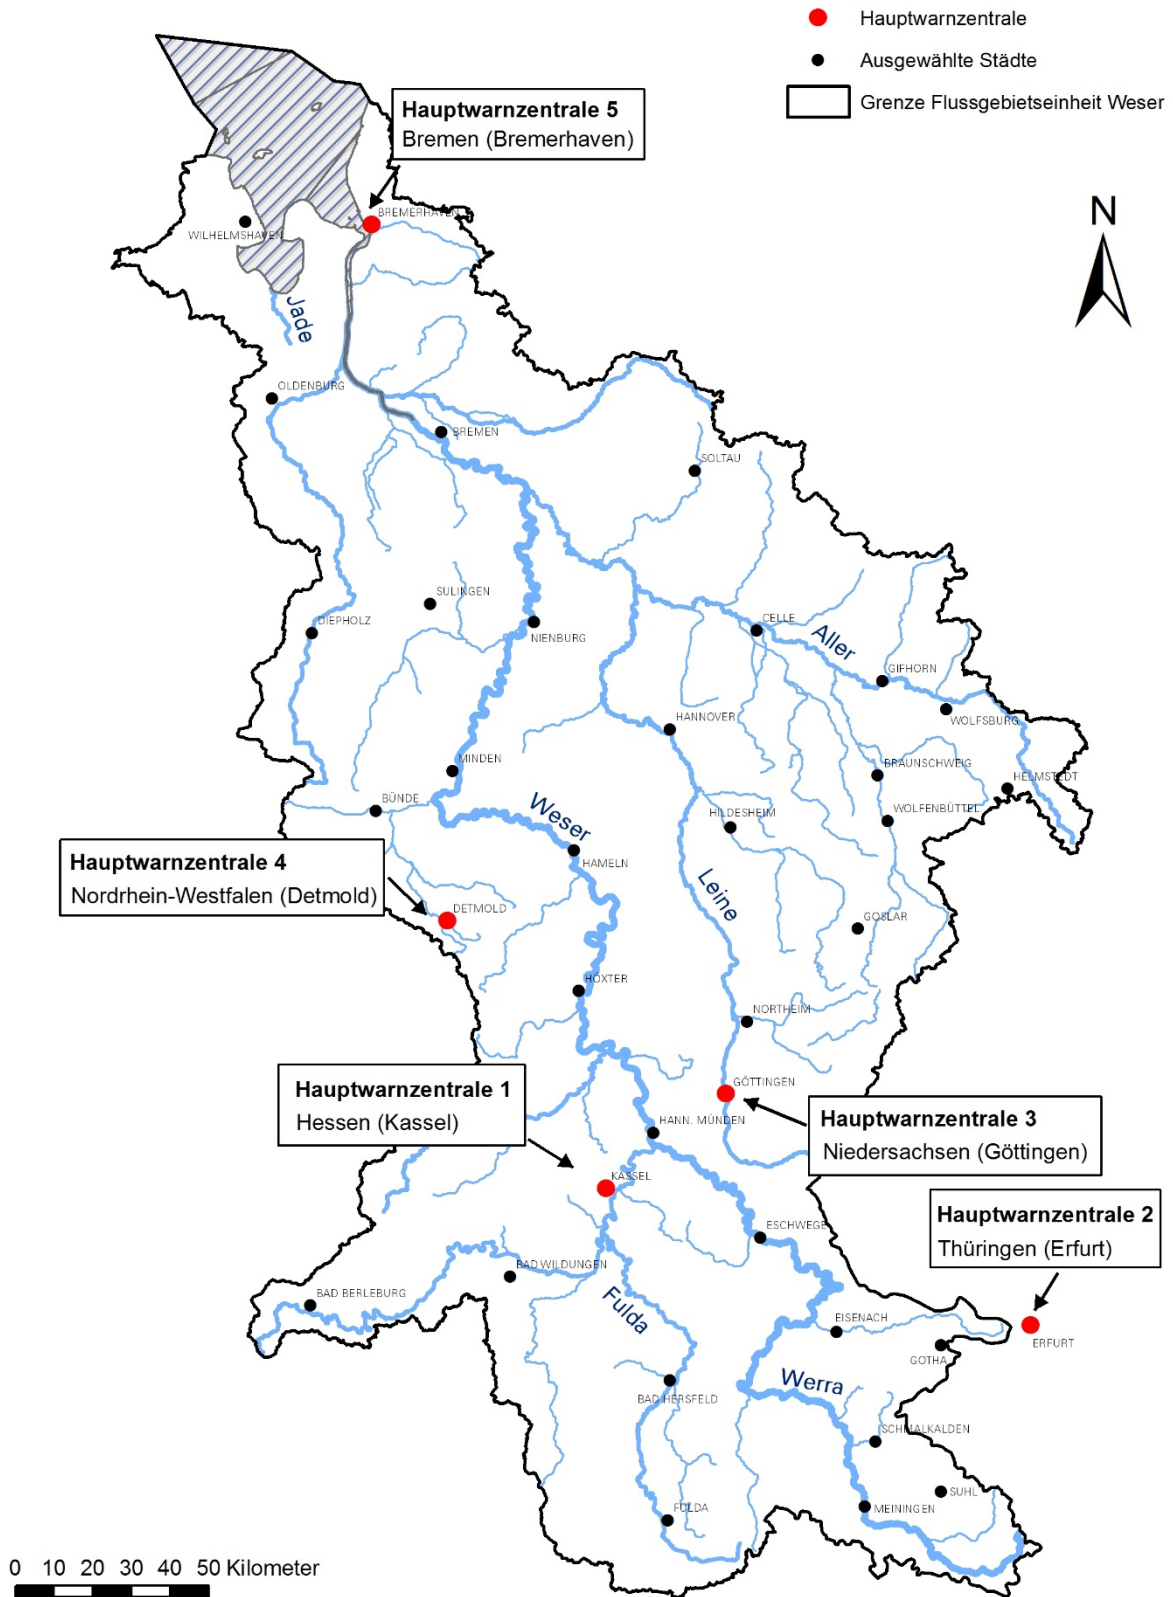 Hauptwarnzentrale
Ausgewählte Städte
Grenze Flussgebietseinheit Weser
Hauptwarnzentrale 5
Bremen (Bremerhaven)
N
BREMERHAVEN
WILHELMSHAVEN
Jade
OLDENBURG
BREMEN
SOLTAU
SULINGEN
DIEPHOLZ
NIENBURG
CELLE
Aller
GIFHORN
WOLFSBURG
HANNOVER
MINDEN
BRAUNSCHWEIG
HELMSTEDT
BÜNDE
Weser
HILDESHEIM
WOLFENBÜTTEL
HAMELN
Hauptwarnzentrale 4
Nordrhein-Westfalen (Detmold)
Leine
DETMOLD
GOSLAR
HÖXTER
NORTHEIM
Hauptwarnzentrale 1
Hessen (Kassel)
GÖTTINGEN
HANN. MÜNDEN
Hauptwarnzentrale 3
Niedersachsen (Göttingen)
KASSEL
Hauptwarnzentrale 2
Thüringen (Erfurt)
ESCHWEGE
BAD WILDUNGEN
BAD BERLEBURG
Fulda
EISENACH
ERFURT
GOTHA
Werra
BAD HERSFELD
SCHMALKALDEN
SUHL
MEININGEN
FULDA
0 10 20 30 40 50 Kilometer